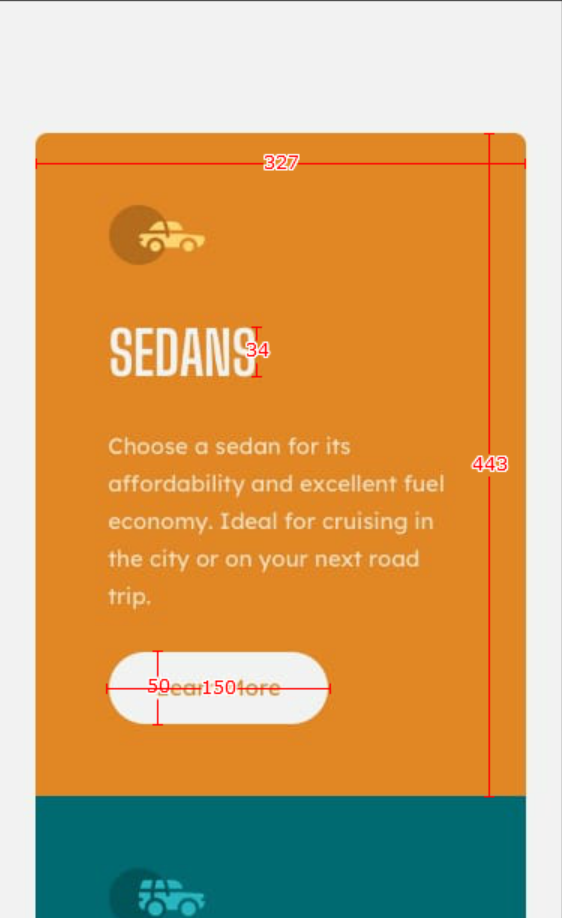 327
SEDANS
34
Choose a sedan for its
affordability and excellent fuel
443
economy. Ideal for cruising in
the city or on your next road
trip.
50 Learn More 150